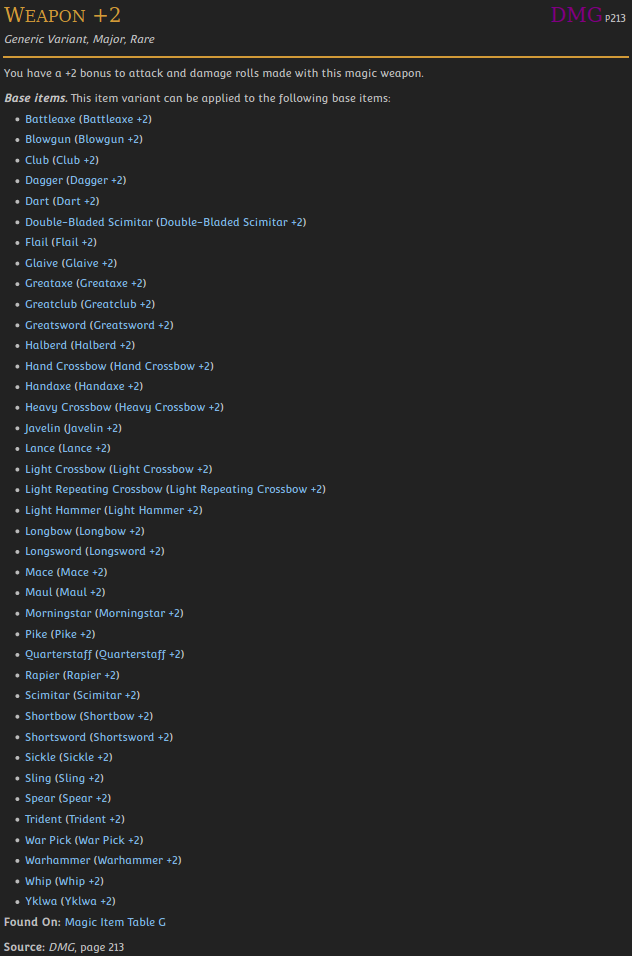 Weapon +2 DMG p213
Generic Variant, Major, Rare
You have a +2 bonus to attack and damage rolls made with this magic weapon.
Base items. This item variant can be applied to the following base items:
• Battleaxe (Battleaxe +2)
• Blowgun (Blowgun +2)
• Club (Club +2)
• Dagger (Dagger +2)
• Dart (Dart +2)
• Double-Bladed Scimitar (Double-Bladed Scimitar +2)
• Flail (Flail +2)
• Glaive (Glaive +2)
• Greataxe (Greataxe +2)
• Greatclub (Greatclub +2)
• Greatsword (Greatsword +2)
• Halberd (Halberd +2)
• Hand Crossbow (Hand Crossbow +2)
• Handaxe (Handaxe +2)
• Heavy Crossbow (Heavy Crossbow +2)
• Javelin (Javelin +2)
• Lance (Lance +2)
• Light Crossbow (Light Crossbow +2)
• Light Repeating Crossbow (Light Repeating Crossbow +2)
• Light Hammer (Light Hammer +2)
• Longbow (Longbow +2)
• Longsword (Longsword +2)
• Mace (Mace +2)
• Maul (Maul +2)
• Morningstar (Morningstar +2)
• Pike (Pike +2)
• Quarterstaff (Quarterstaff +2)
• Rapier (Rapier +2)
• Scimitar (Scimitar +2)
• Shortbow (Shortbow +2)
• Shortsword (Shortsword +2)
• Sickle (Sickle +2)
• Sling (Sling +2)
• Spear (Spear +2)
• Trident (Trident +2)
• War Pick (War Pick +2)
• Warhammer (Warhammer +2)
• Whip (Whip +2)
• Yklwa (Yklwa +2)
Found On: Magic Item Table G
Source: DMG, page 213